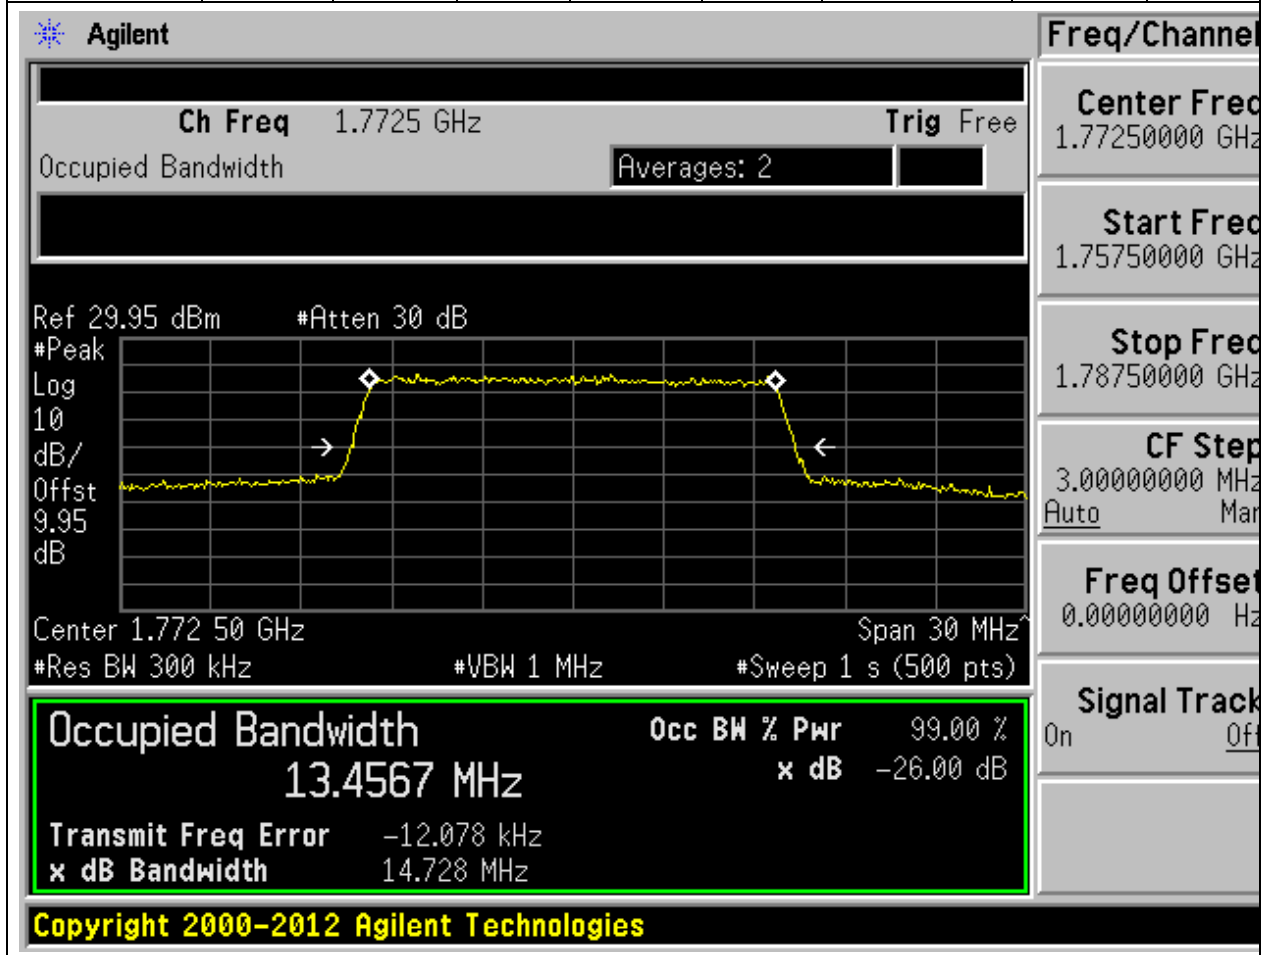 Agilent
Freq/Channel
Ch Freq 1.7725 GHz
Trig Free
Occupied Bandwidth
Averages: 2
Center Freq
1.77250000 GHz
Start Freq
1.75750000 GHz
Stop Freq
1.78750000 GHz
CF Step
3.00000000 MHz
Auto Man
Freq Offset
0.00000000 Hz
Signal Track
On Off
Ref 29.95 dBm #Atten 30 dB
#Peak
Log
10
dB/
Offst
9.95
dB
Center 1.772 50 GHz Span 30 MHz^
#Res BW 300 kHz #VBW 1 MHz #Sweep 1 s (500 pts)
Occupied Bandwidth
13.4567 MHz
Occ BW % Pwr 99.00 %
x dB -26.00 dB
Transmit Freq Error -12.078 kHz
x dB Bandwidth 14.728 MHz
Copyright 2000-2012 Agilent Technologies